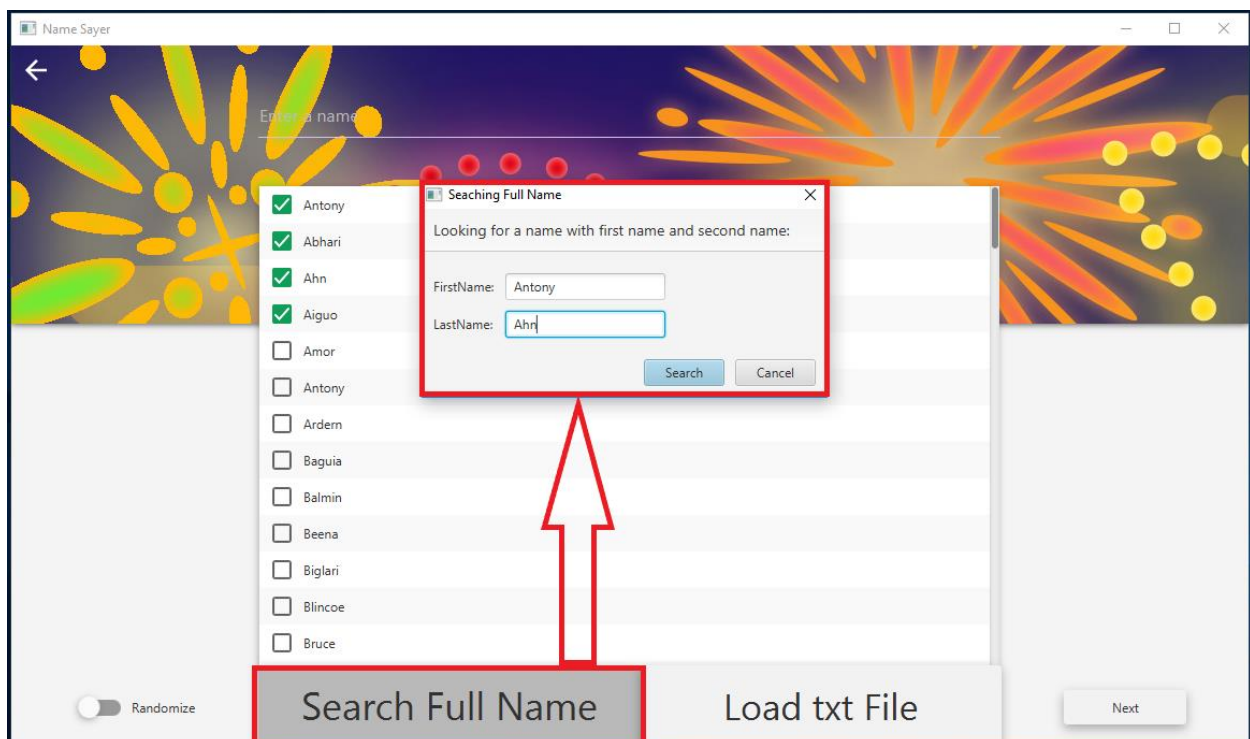 Name Sayer
Enter a name
Seaching Full Name
Looking for a name with first name and second name:
FirstName: Antony
LastName: Ahn
Search Cancel
Antony
Abhari
Ahn
Aiguo
Amor
Antony
Ardern
Baguia
Balmin
Beena
Biglari
Blincoe
Bruce
Randomize
Search Full Name
Load txt File
Next